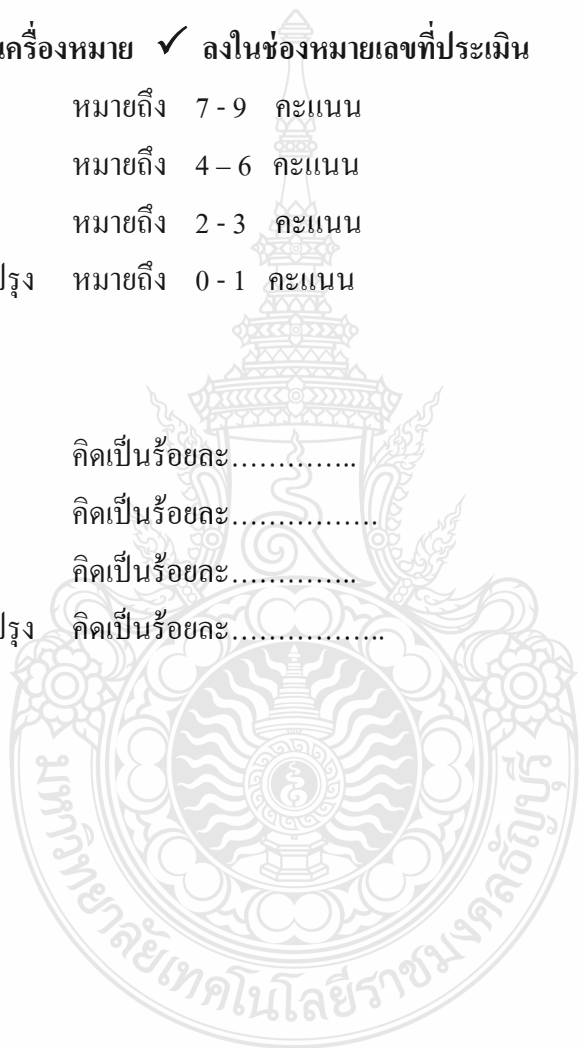 เครื่องหมาย ✓ ลงในช่องหมายเลขที่ประเมิน
หมายถึง 7 - 9 คะแนน
หมายถึง 4 – 6 คะแนน
หมายถึง 2 - 3 คะแนน
ปรุง หมายถึง 0 - 1 คะแนน
คิดเป็นร้อยละ…………..
คิดเป็นร้อยละ…………….
คิดเป็นร้อยละ…………..
ปรุง คิดเป็นร้อยละ……………..
มหาวิทยาลัยเทคโนโลยีราชมงคลธัญบุรี